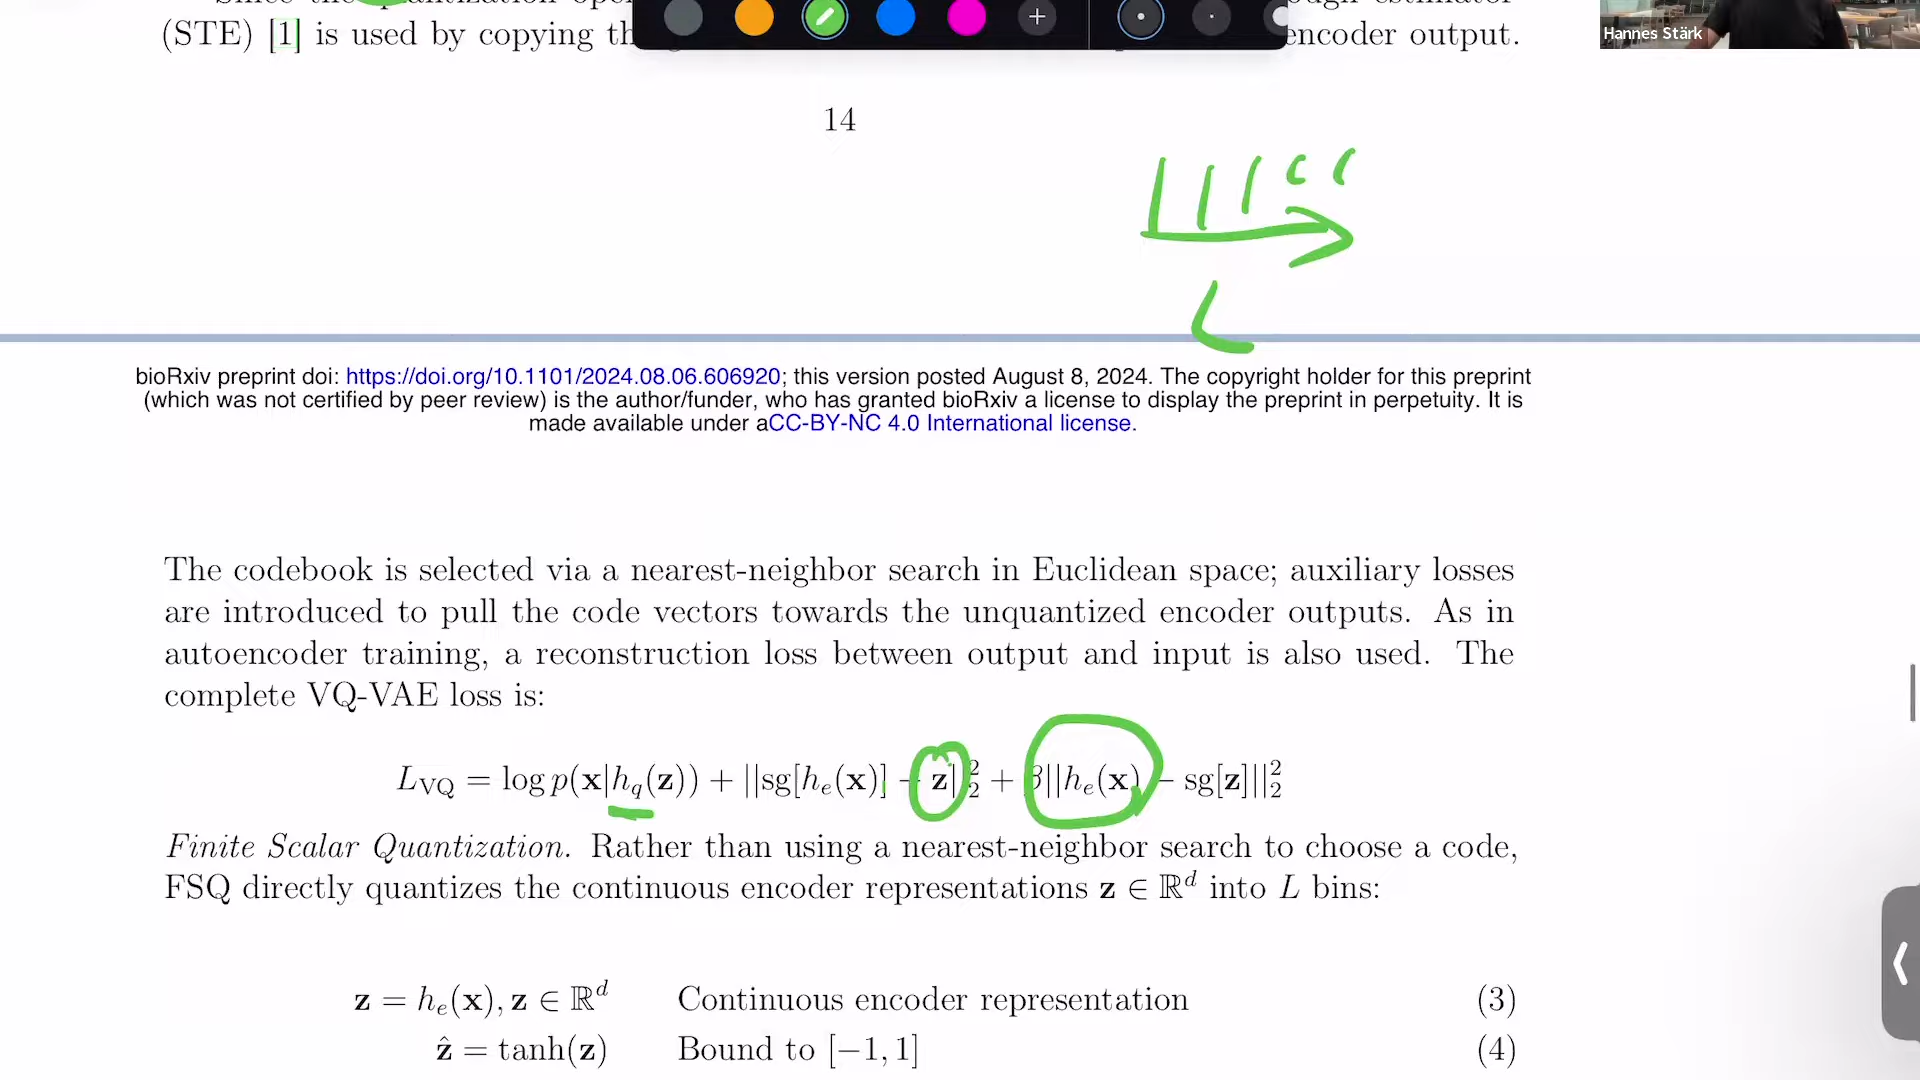 (STE) [1] is used by copying th encoder output.
Hannes Stärk
14
L
bioRxiv preprint doi: https://doi.org/10.1101/2024.08.06.606920; this version posted August 8, 2024. The copyright holder for this preprint
(which was not certified by peer review) is the author/funder, who has granted bioRxiv a license to display the preprint in perpetuity. It is
made available under aCC-BY-NC 4.0 International license.
The codebook is selected via a nearest-neighbor search in Euclidean space; auxiliary losses
are introduced to pull the code vectors towards the unquantized encoder outputs. As in
autoencoder training, a reconstruction loss between output and input is also used. The
complete VQ-VAE loss is:
L_VQ = log p(x|h_q(z)) + ||sg[h_e(x)] − z||₂² + β||h_e(x) − sg[z]||₂²
Finite Scalar Quantization. Rather than using a nearest-neighbor search to choose a code,
FSQ directly quantizes the continuous encoder representations z ∈ ℝᵈ into L bins:
z = h_e(x), z ∈ ℝᵈ Continuous encoder representation (3)
ẑ = tanh(z) Bound to [−1, 1] (4)